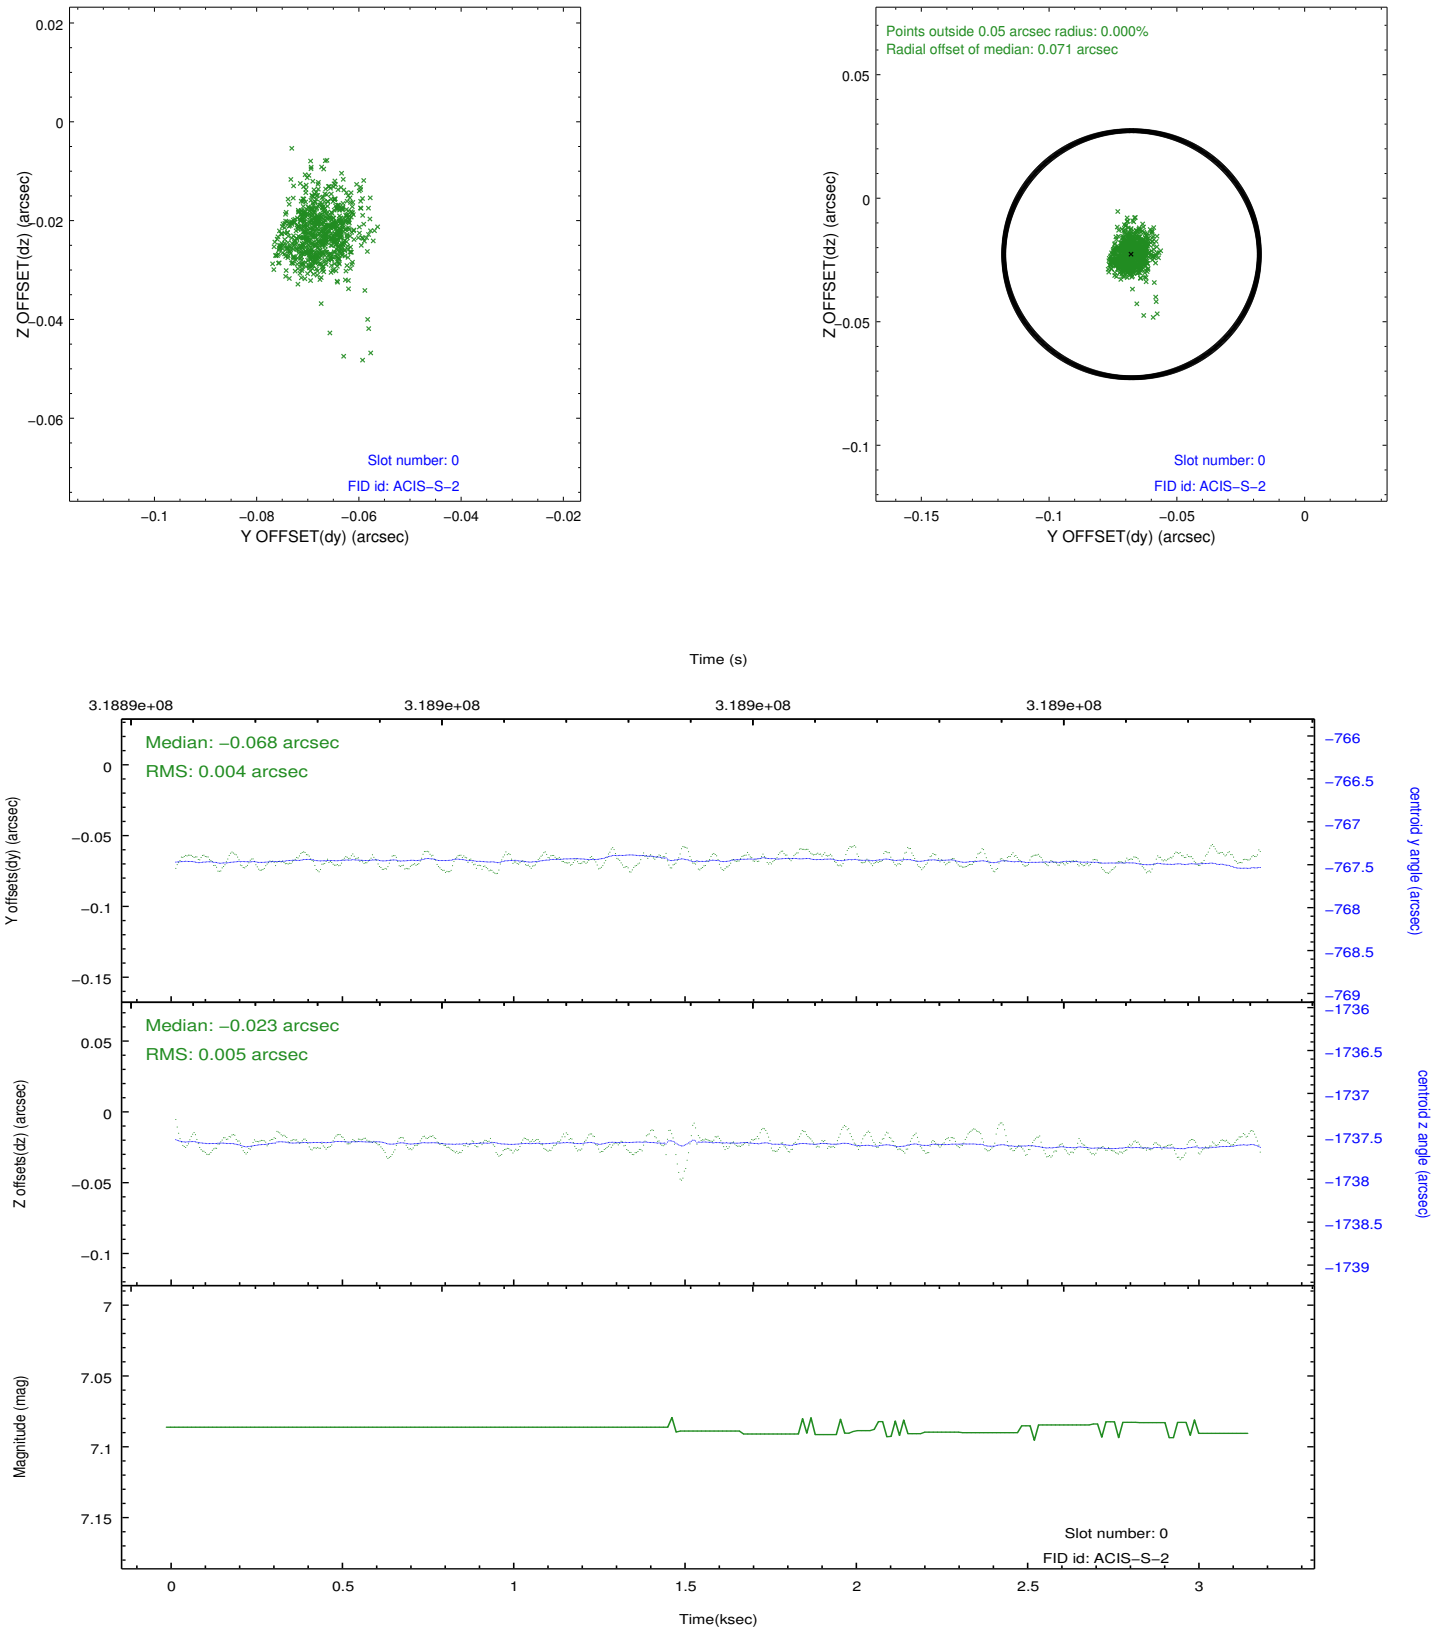 0.02
0
−0.02
−0.04
−0.06
Z OFFSET(dz) (arcsec)
Slot number: 0
FID id: ACIS−S−2
−0.1 −0.08 −0.06 −0.04 −0.02
Y OFFSET(dy) (arcsec)
Points outside 0.05 arcsec radius: 0.000%
Radial offset of median: 0.071 arcsec
0.05
0
−0.05
−0.1
Z OFFSET(dz) (arcsec)
Slot number: 0
FID id: ACIS−S−2
−0.15 −0.1 −0.05 0
Y OFFSET(dy) (arcsec)
Time (s)
3.1889e+08 3.189e+08 3.189e+08 3.189e+08
Median: −0.068 arcsec
RMS: 0.004 arcsec
0
−0.05
−0.1
−0.15
Y offsets(dy) (arcsec)
−766
−766.5
−767
−767.5
−768
−768.5
−769
centroid y angle (arcsec)
Median: −0.023 arcsec
RMS: 0.005 arcsec
0.05
0
−0.05
−0.1
Z offsets(dz) (arcsec)
−1736
−1736.5
−1737
−1737.5
−1738
−1738.5
−1739
centroid z angle (arcsec)
7
7.05
7.1
7.15
Magnitude (mag)
Slot number: 0
FID id: ACIS−S−2
0 0.5 1 1.5 2 2.5 3
Time(ksec)